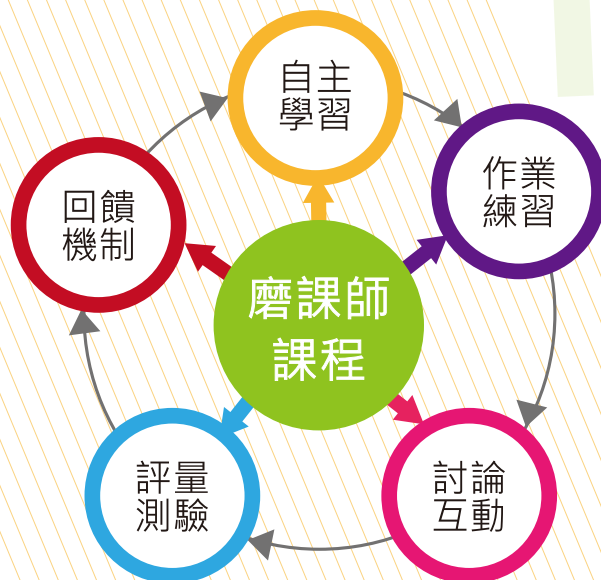 自主
學習
作業
練習
回饋
機制
磨課師
課程
評量
測驗
討論
互動